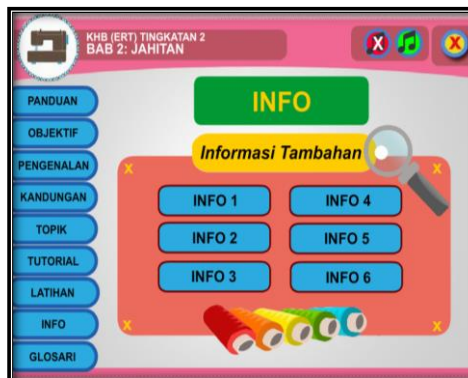 KHB (ERT) TINGKATAN 2
BAB 2: JAHITAN
X
X
PANDUAN
OBJEKTIF
PENGENALAN
KANDUNGAN
TOPIK
TUTORIAL
LATIHAN
INFO
GLOSARI
INFO
Informasi Tambahan
X
X
INFO 1
INFO 4
INFO 2
INFO 5
INFO 3
INFO 6
X
X